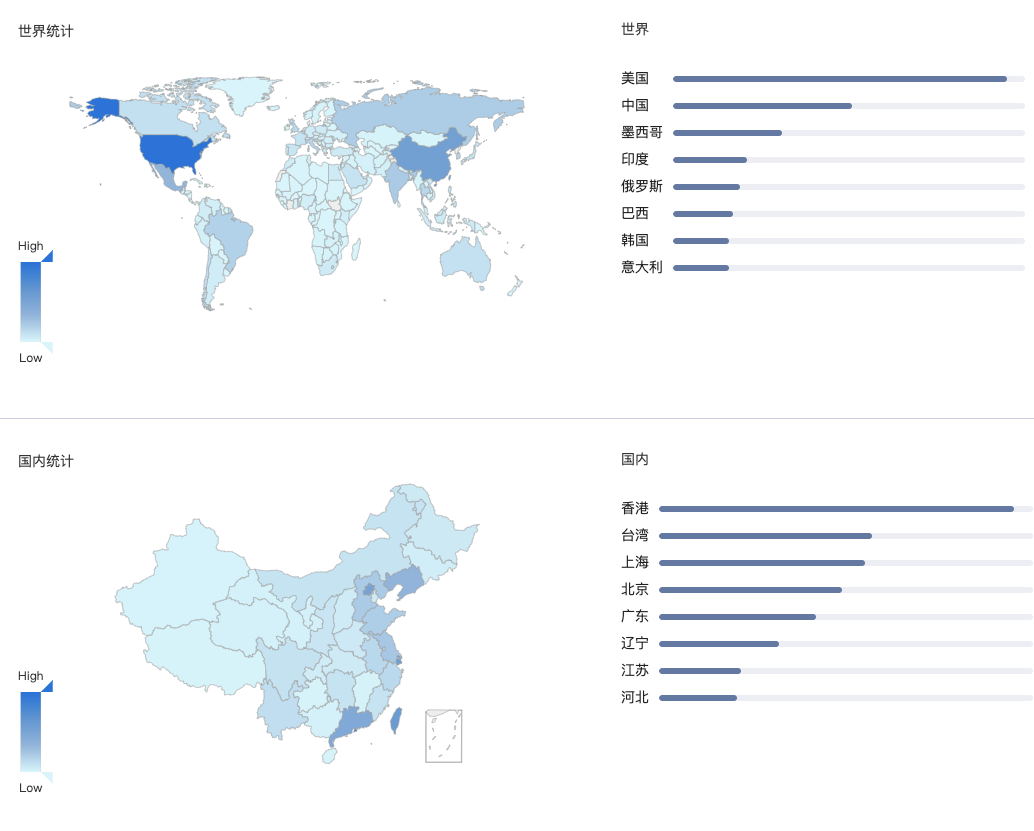 世界统计
世界
美国
中国
墨西哥
印度
俄罗斯
巴西
韩国
意大利
High
Low
国内统计
国内
香港
台湾
上海
北京
广东
辽宁
江苏
河北
High
Low